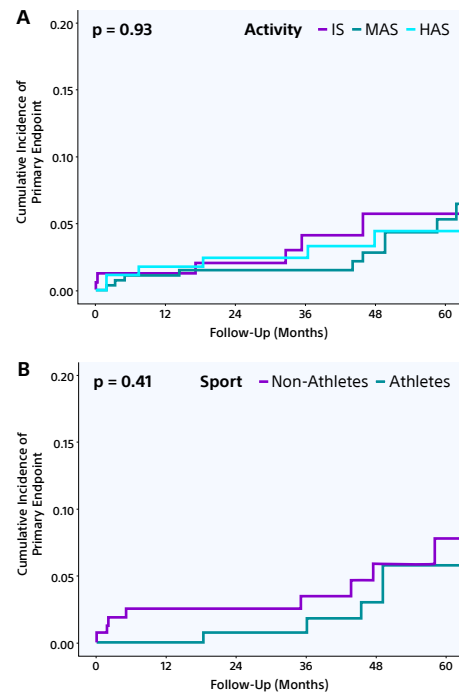 A
p = 0.93 Activity IS MAS HAS
0.20
0.15
0.10
0.05
0.00
Cumulative Incidence of
Primary Endpoint
0 12 24 36 48 60
Follow-Up (Months)
B
p = 0.41 Sport Non-Athletes Athletes
0.20
0.15
0.10
0.05
0.00
Cumulative Incidence of
Primary Endpoint
0 12 24 36 48 60
Follow-Up (Months)